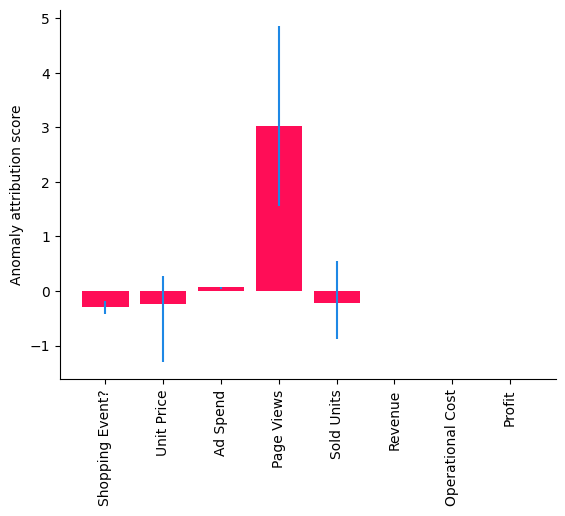 Anomaly attribution score
5
4
3
2
1
0
−1
Shopping Event?
Unit Price
Ad Spend
Page Views
Sold Units
Revenue
Operational Cost
Profit